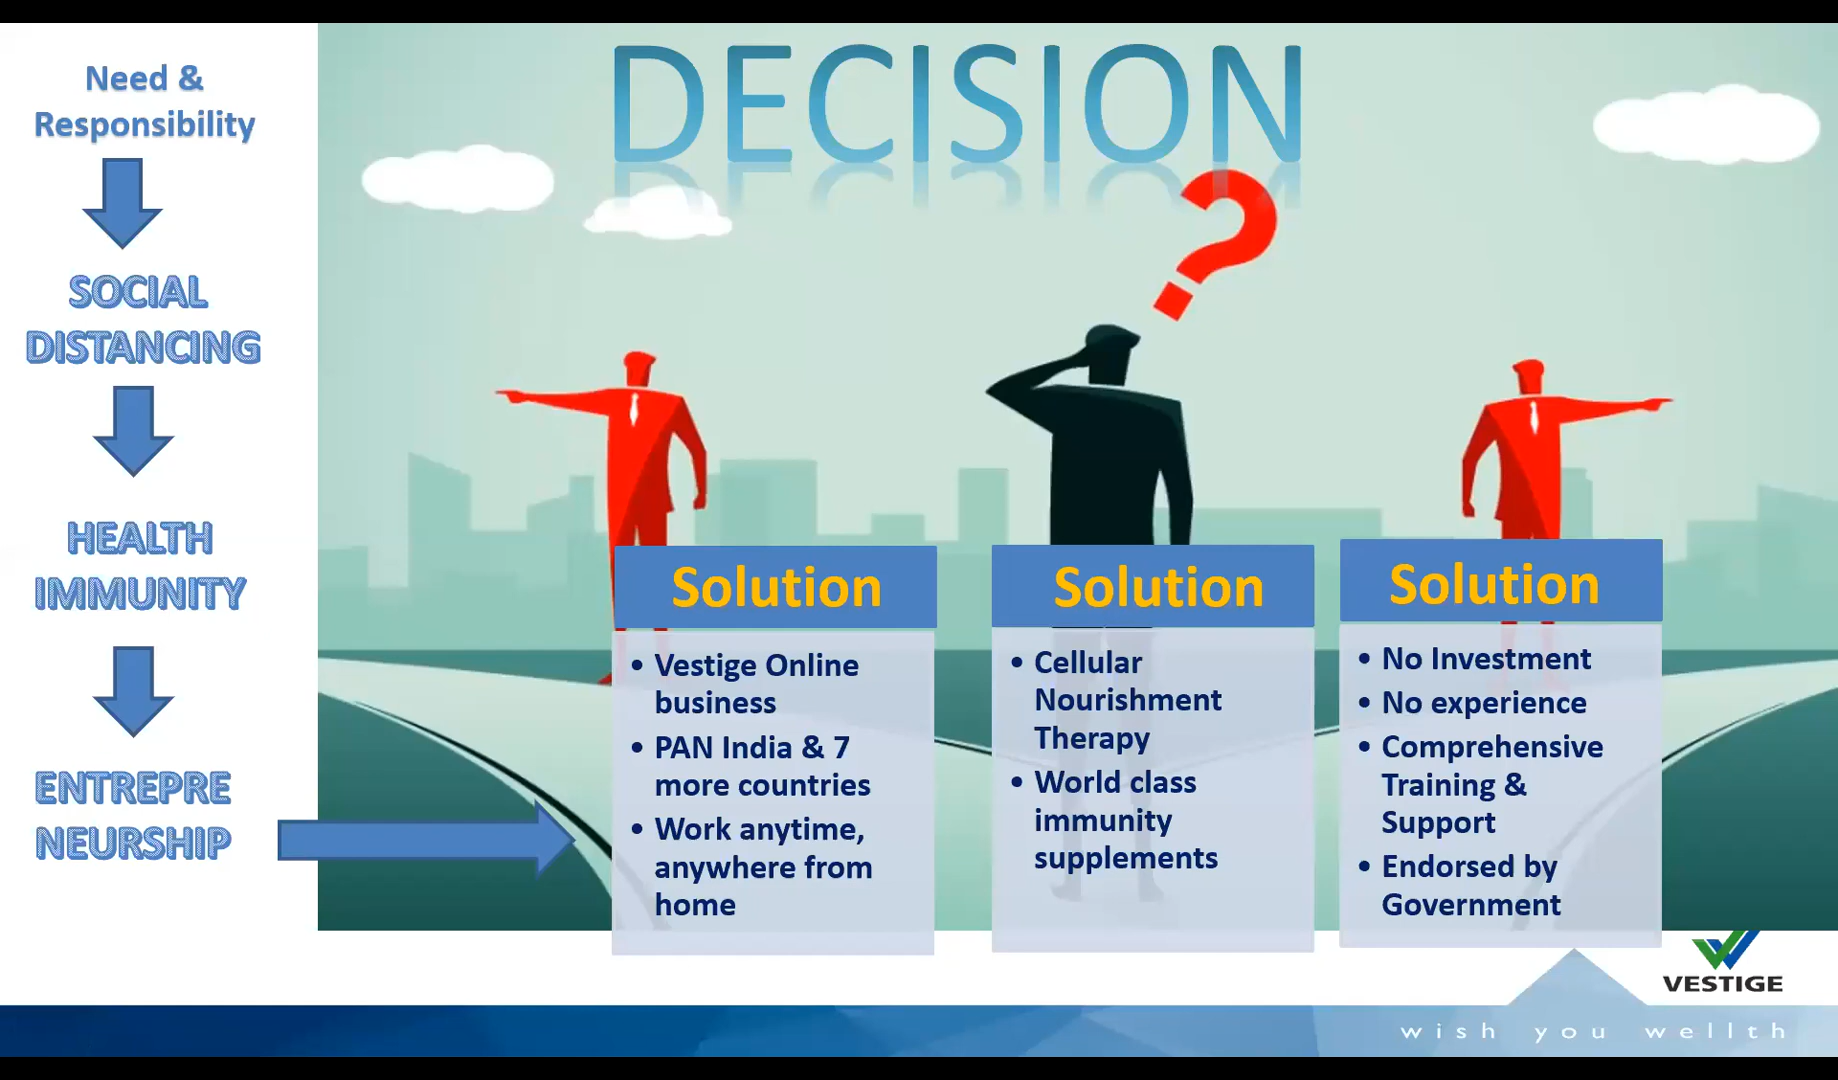 DECISION
Need &
Responsibility
SOCIAL
DISTANCING
HEALTH
IMMUNITY
ENTREPRE
NEURSHIP
?
Solution
• Vestige Online
business
• PAN India & 7
more countries
• Work anytime,
anywhere from
home
Solution
• Cellular
Nourishment
Therapy
• World class
immunity
supplements
Solution
• No Investment
• No experience
• Comprehensive
Training &
Support
• Endorsed by
Government
VESTIGE
wish you wellth